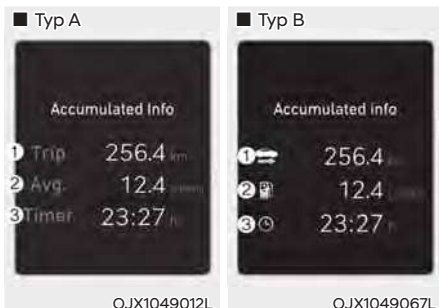 ■ Typ A
Accumulated Info
① Trip 256.4 km
② Avg. 12.4
③ Timer 23:27 h
OJX1049012L
■ Typ B
Accumulated info
① 256.4
② 12.4
③ 23:27 h
OJX1049067L